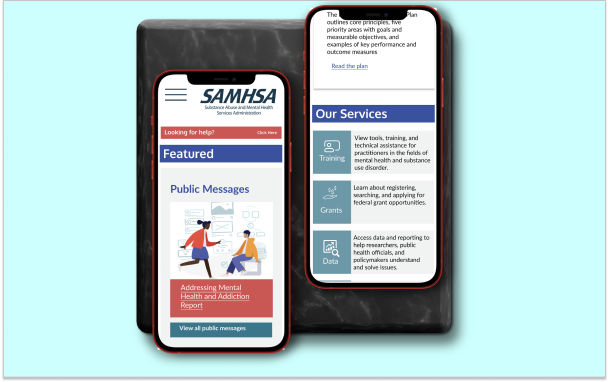 SAMHSA
Substance Abuse and Mental Health
Services Administration
Looking for help?
Click Here
Featured
Public Messages
Addressing Mental
Health and Addiction
Report
View all public messages
The Plan
outlines core principles, five
priority areas with goals and
measurable objectives, and
examples of key performance and
outcome measures
Read the plan
Our Services
Training
View tools, training, and
technical assistance for
practitioners in the fields of
mental health and substance
use disorder.
Grants
Learn about registering,
searching, and applying for
federal grant opportunities.
Data
Access data and reporting to
help researchers, public
health officials, and
policymakers understand
and solve issues.